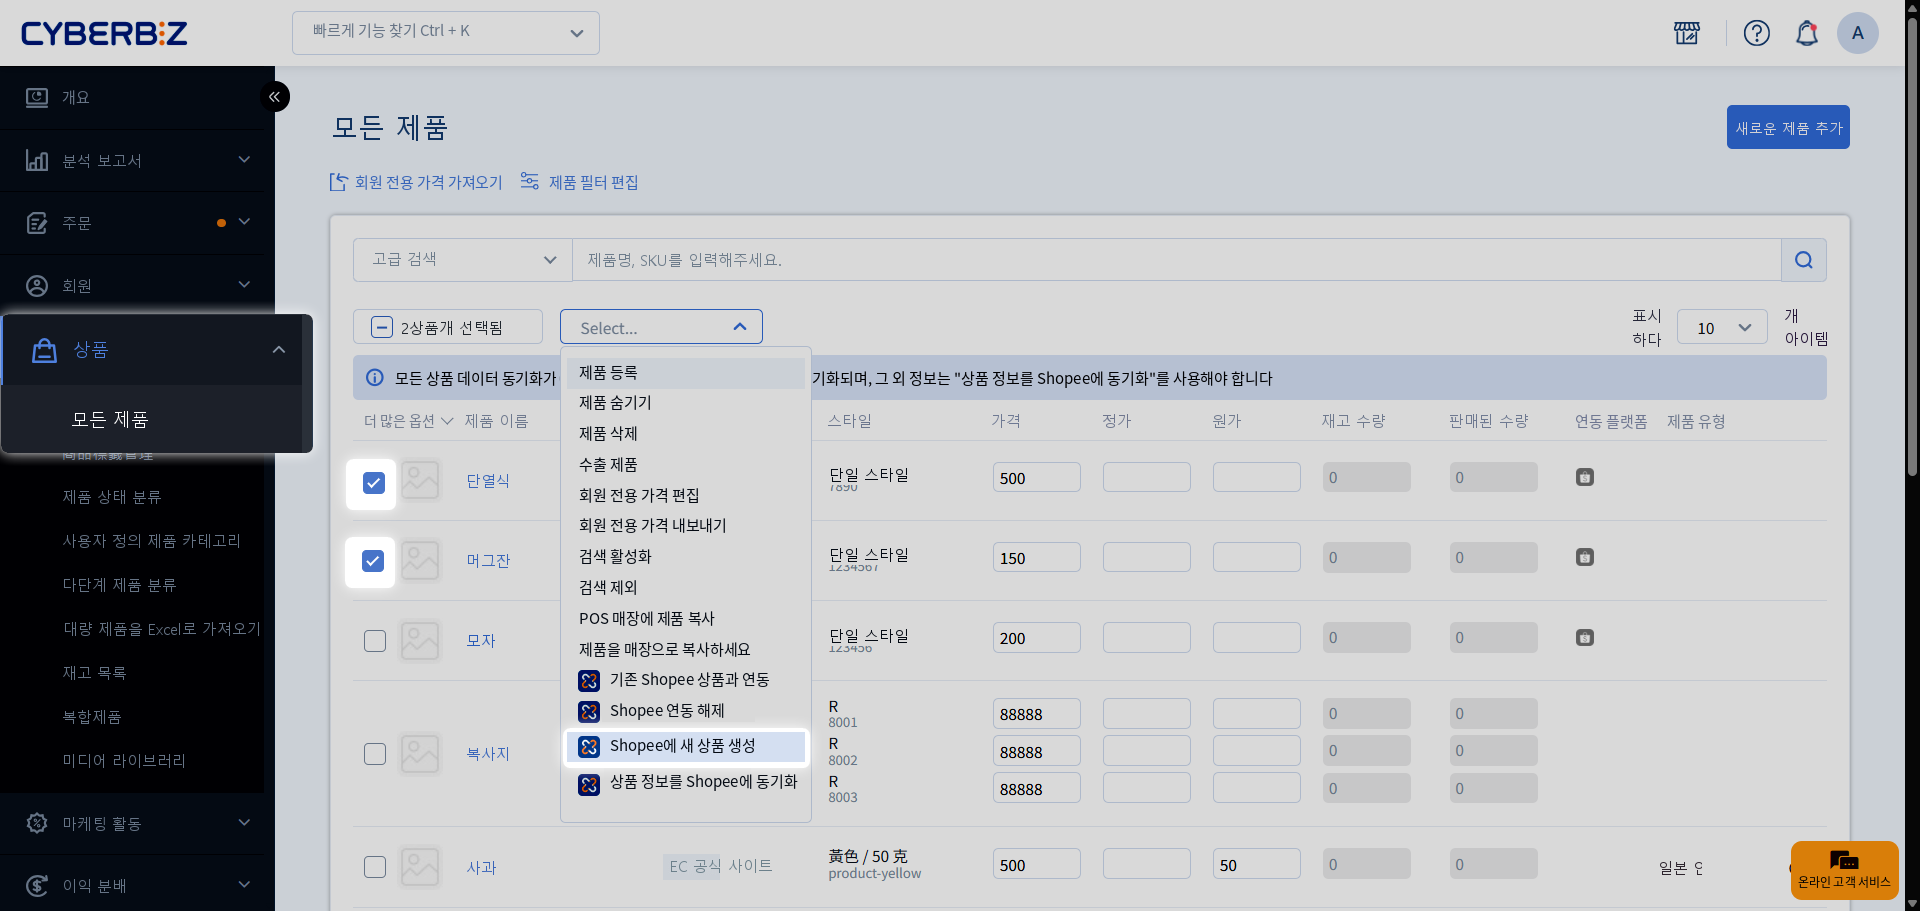 CYBERBIZ
빠르게 기능 찾기 Ctrl + K
A
개요
분석 보고서
주문
회원
상품
모든 제품
제품 상태 분류
사용자 정의 제품 카테고리
다단계 제품 분류
대량 제품을 Excel로 가져오기
재고 목록
복합제품
미디어 라이브러리
마케팅 활동
이익 분배
모든 제품
새로운 제품 추가
회원 전용 가격 가져오기
제품 필터 편집
고급 검색
제품명, SKU를 입력해주세요.
2상품개 선택됨
Select...
표시
하다
10
개
아이템
모든 상품 데이터 동기화가
기화되며, 그 외 정보는 "상품 정보를 Shopee에 동기화"를 사용해야 합니다
더 많은 옵션
제품 이름
스타일
가격
정가
원가
재고 수량
판매된 수량
연동 플랫폼
제품 유형
제품 등록
제품 숨기기
제품 삭제
수출 제품
회원 전용 가격 편집
회원 전용 가격 내보내기
검색 활성화
검색 제외
POS 매장에 제품 복사
제품을 매장으로 복사하세요
기존 Shopee 상품과 연동
Shopee 연동 해제
Shopee에 새 상품 생성
상품 정보를 Shopee에 동기화
단열식
단일 스타일
7890
500
0
0
머그잔
단일 스타일
1234567
150
0
0
모자
단일 스타일
123456
200
0
0
복사지
R
8001
88888
0
0
R
8002
88888
0
0
R
8003
88888
0
0
사과
EC 공식 사이트
黃色 / 50 克
product-yellow
500
50
0
0
일본
온라인 고객 서비스